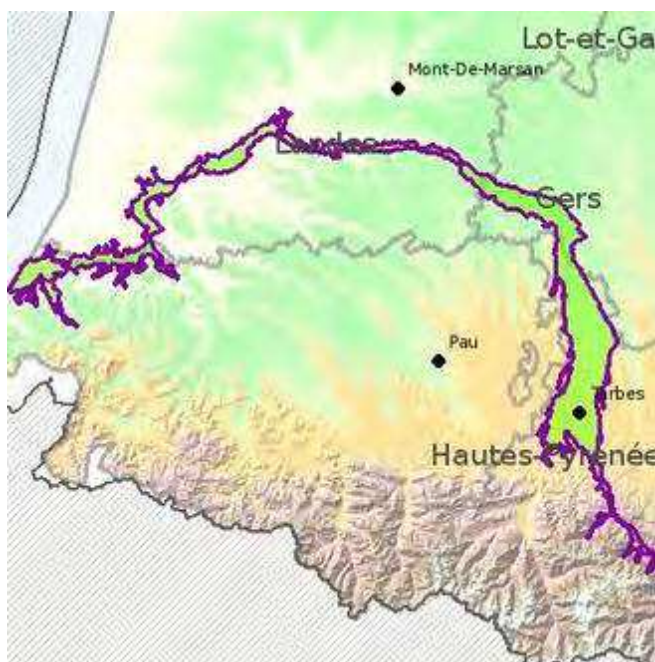 Lot-et-Ga
Mont-De-Marsan
Landes
Gers
Pau
Tarbes
Hautes-Pyrénée